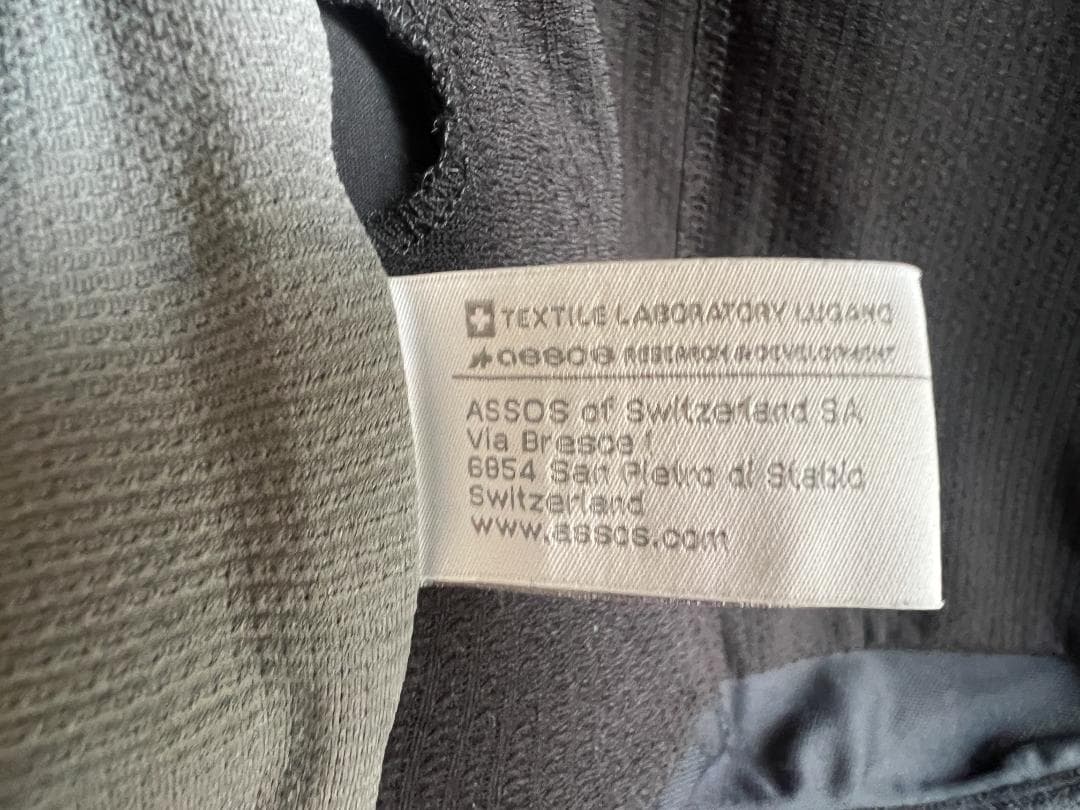 TEXTILE LABORATORY LUGANO
assos RESEARCH & DEVELOPMENT
ASSOS of Switzerland SA
Via Bresce 1
6854 San Pietro di Stabio
Switzerland
www.assos.com